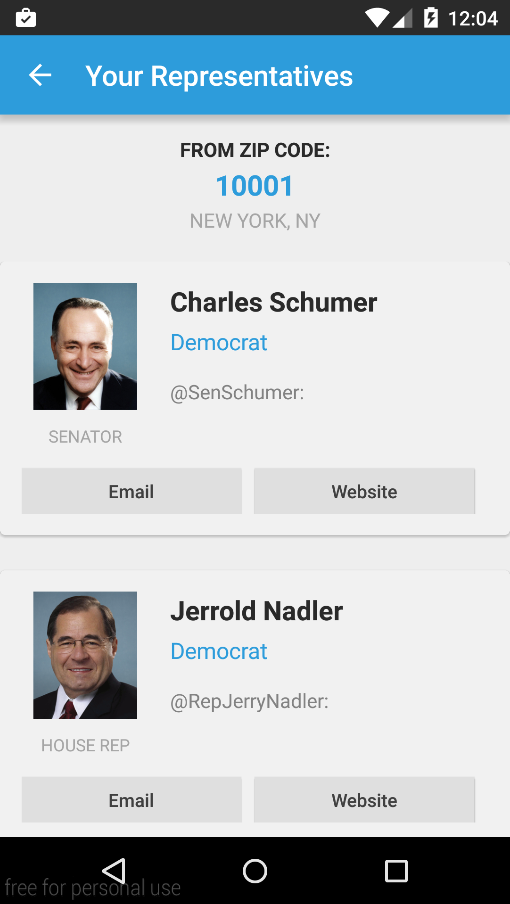 12:04
Your Representatives
FROM ZIP CODE:
10001
NEW YORK, NY
Charles Schumer
Democrat
@SenSchumer:
SENATOR
Email Website
Jerrold Nadler
Democrat
@RepJerryNadler:
HOUSE REP
Email Website
free for personal use